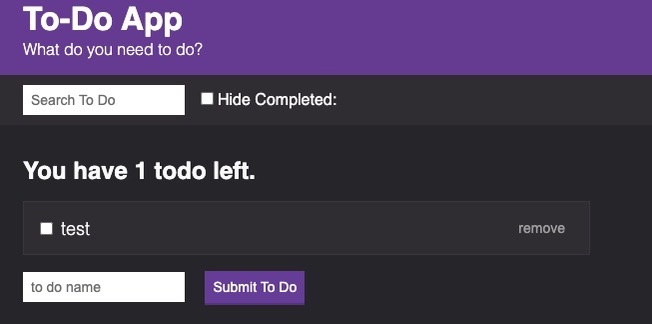 To-Do App
What do you need to do?
Search To Do
Hide Completed:
You have 1 todo left.
test
remove
to do name
Submit To Do